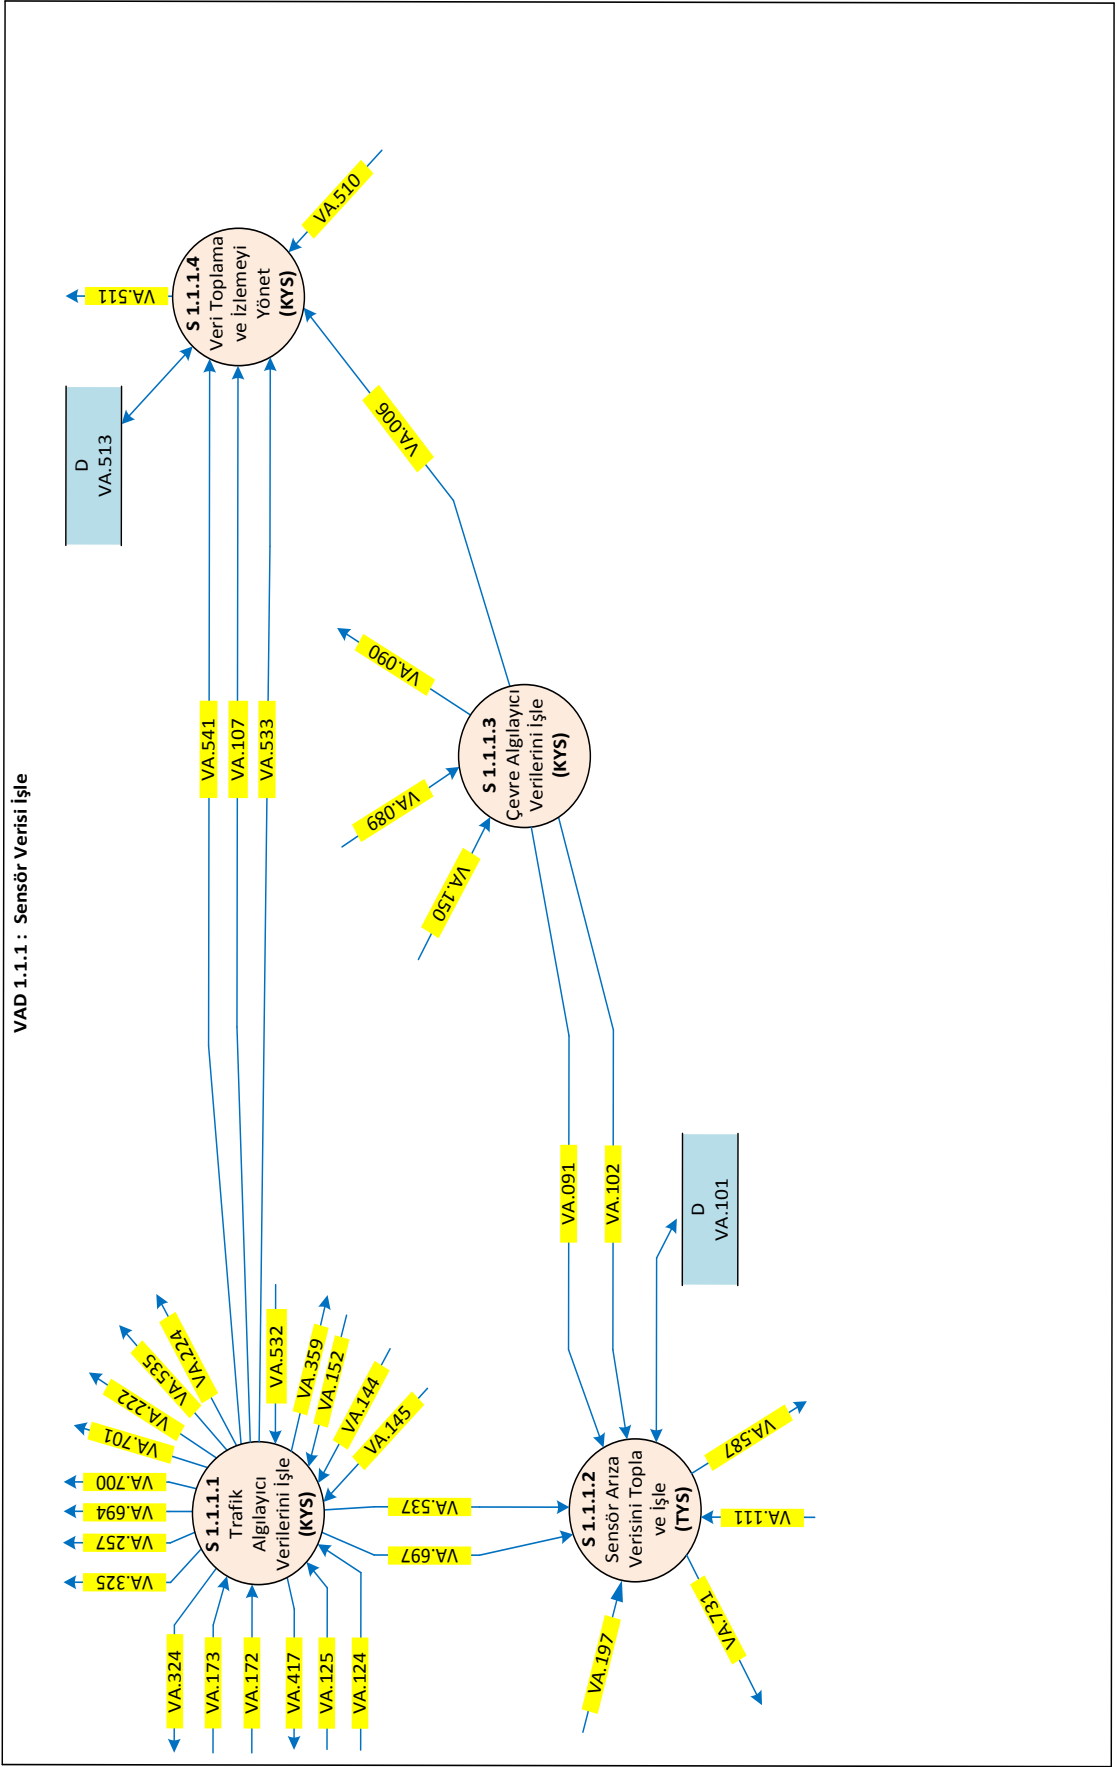 VAD 1.1.1 : Sensör Verisi İşle
VA.324
VA.173
VA.172
VA.417
VA.125
VA.124
VA.325
VA.257
VA.694
VA.700
VA.701
VA.222
VA.535
VA.224
S 1.1.1.1
Trafik
Algılayıcı
Verilerini İşle
(KYS)
VA.532
VA.359
VA.152
VA.144
VA.145
VA.541
VA.107
VA.533
D
VA.513
VA.511
S 1.1.1.4
Veri Toplama
ve İzlemeyi
Yönet
(KYS)
VA.510
VA.006
VA.090
VA.089
VA.150
S 1.1.1.3
Çevre Algılayıcı
Verilerini İşle
(KYS)
VA.537
VA.697
VA.091
VA.102
D
VA.101
VA.197
S 1.1.1.2
Sensör Arıza
Verisini Topla
ve İşle
(TYS)
VA.587
VA.111
VA.731